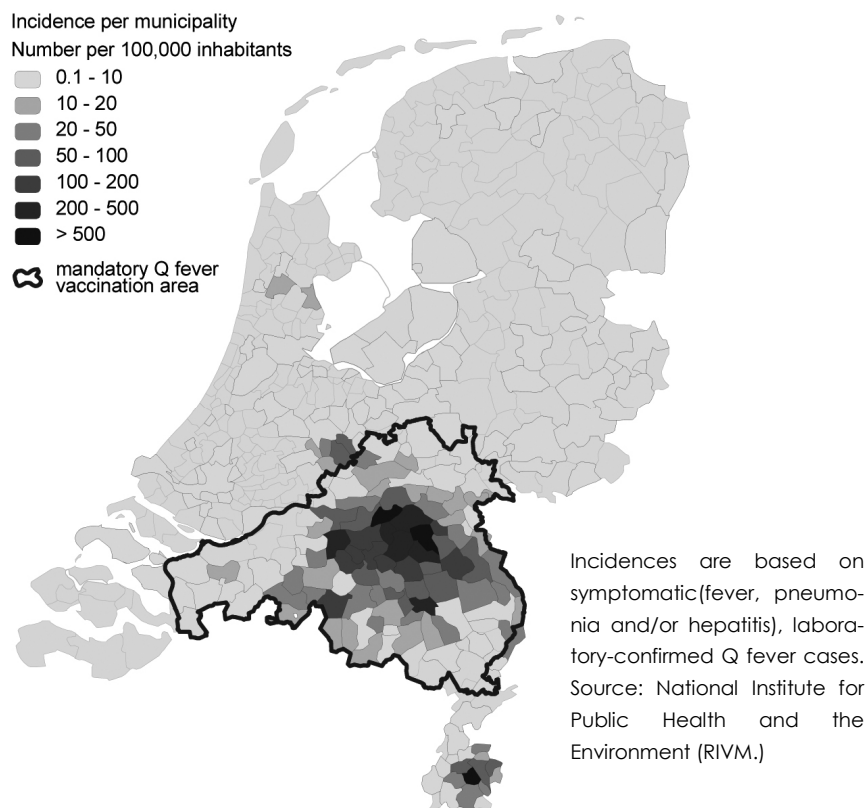 Incidence per municipality
Number per 100,000 inhabitants
0.1 - 10
10 - 20
20 - 50
50 - 100
100 - 200
200 - 500
> 500
mandatory Q fever
vaccination area
Incidences are based on
symptomatic(fever, pneumo-
nia and/or hepatitis), labora-
tory-confirmed Q fever cases.
Source: National Institute for
Public Health and the
Environment (RIVM.)